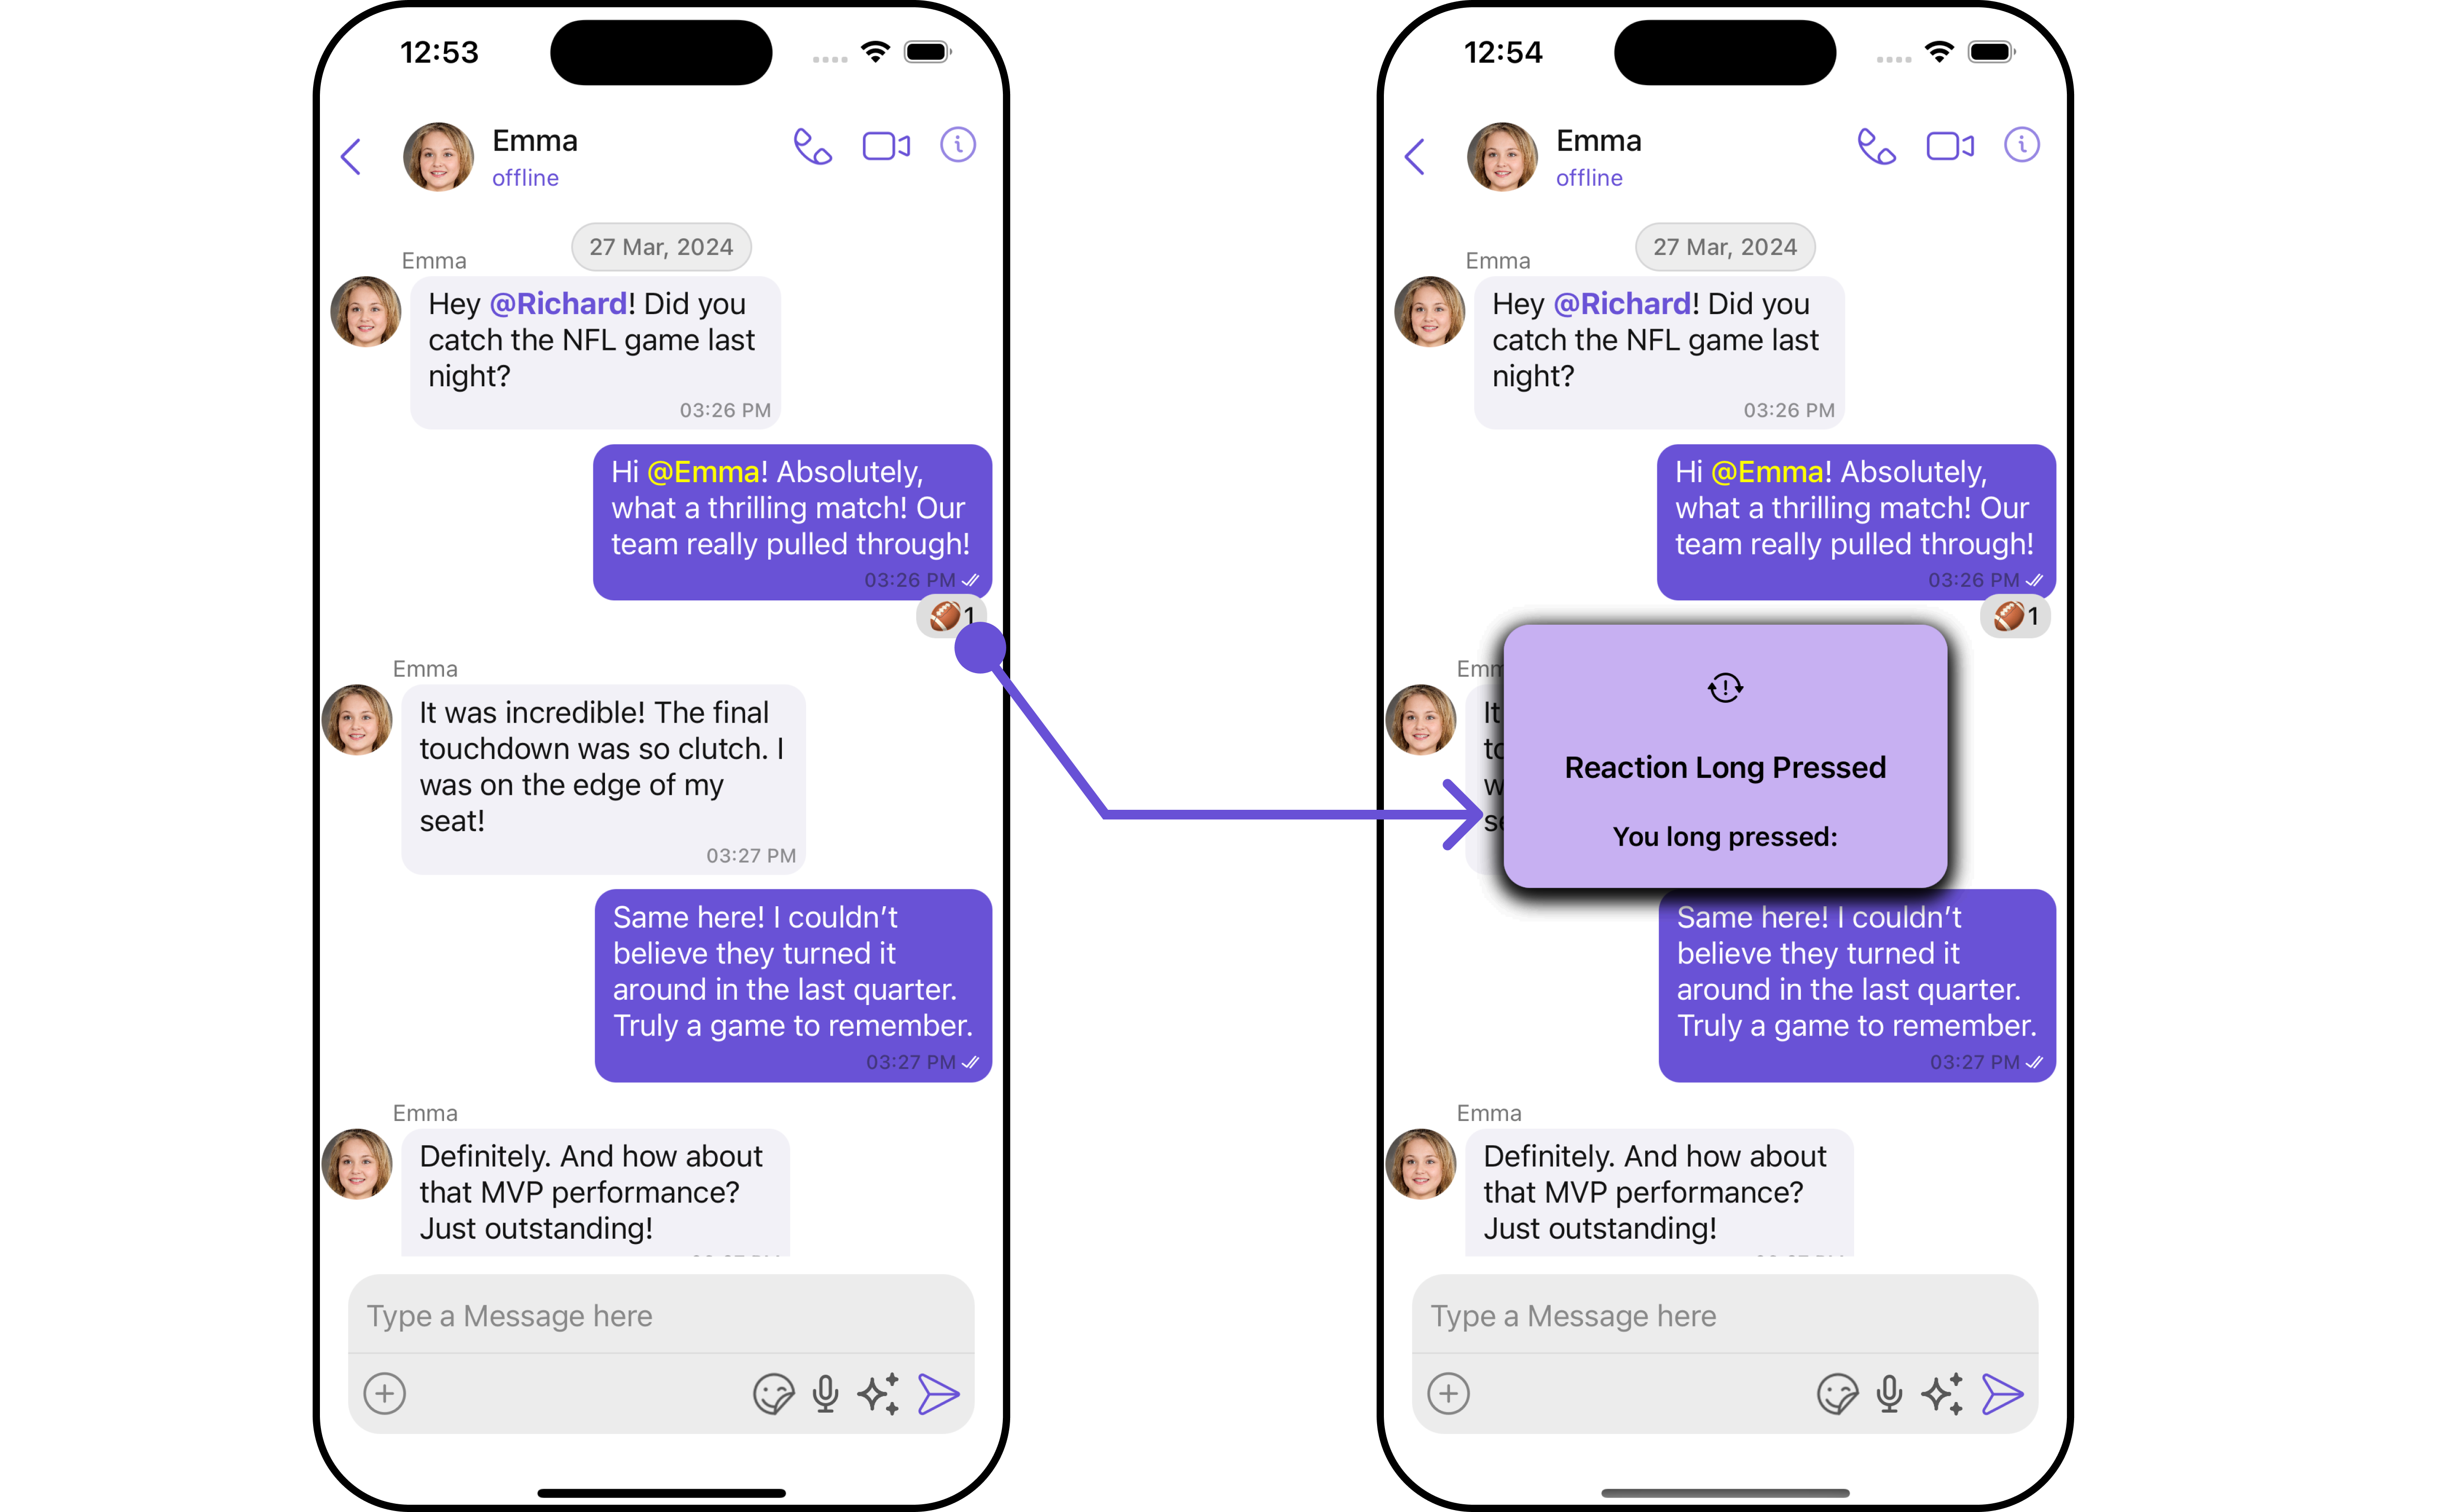 12:53
Emma
offline
27 Mar, 2024
Emma
Hey @Richard! Did you
catch the NFL game last
night?
03:26 PM
Hi @Emma! Absolutely,
what a thrilling match! Our
team really pulled through!
03:26 PM
🏈1
Emma
It was incredible! The final
touchdown was so clutch. I
was on the edge of my
seat!
03:27 PM
Same here! I couldn’t
believe they turned it
around in the last quarter.
Truly a game to remember.
03:27 PM
Emma
Definitely. And how about
that MVP performance?
Just outstanding!
Type a Message here
12:54
Emma
offline
27 Mar, 2024
Emma
Hey @Richard! Did you
catch the NFL game last
night?
03:26 PM
Hi @Emma! Absolutely,
what a thrilling match! Our
team really pulled through!
03:26 PM
🏈1
It
Reaction Long Pressed
You long pressed:
Same here! I couldn’t
believe they turned it
around in the last quarter.
Truly a game to remember.
03:27 PM
Emma
Definitely. And how about
that MVP performance?
Just outstanding!
Type a Message here